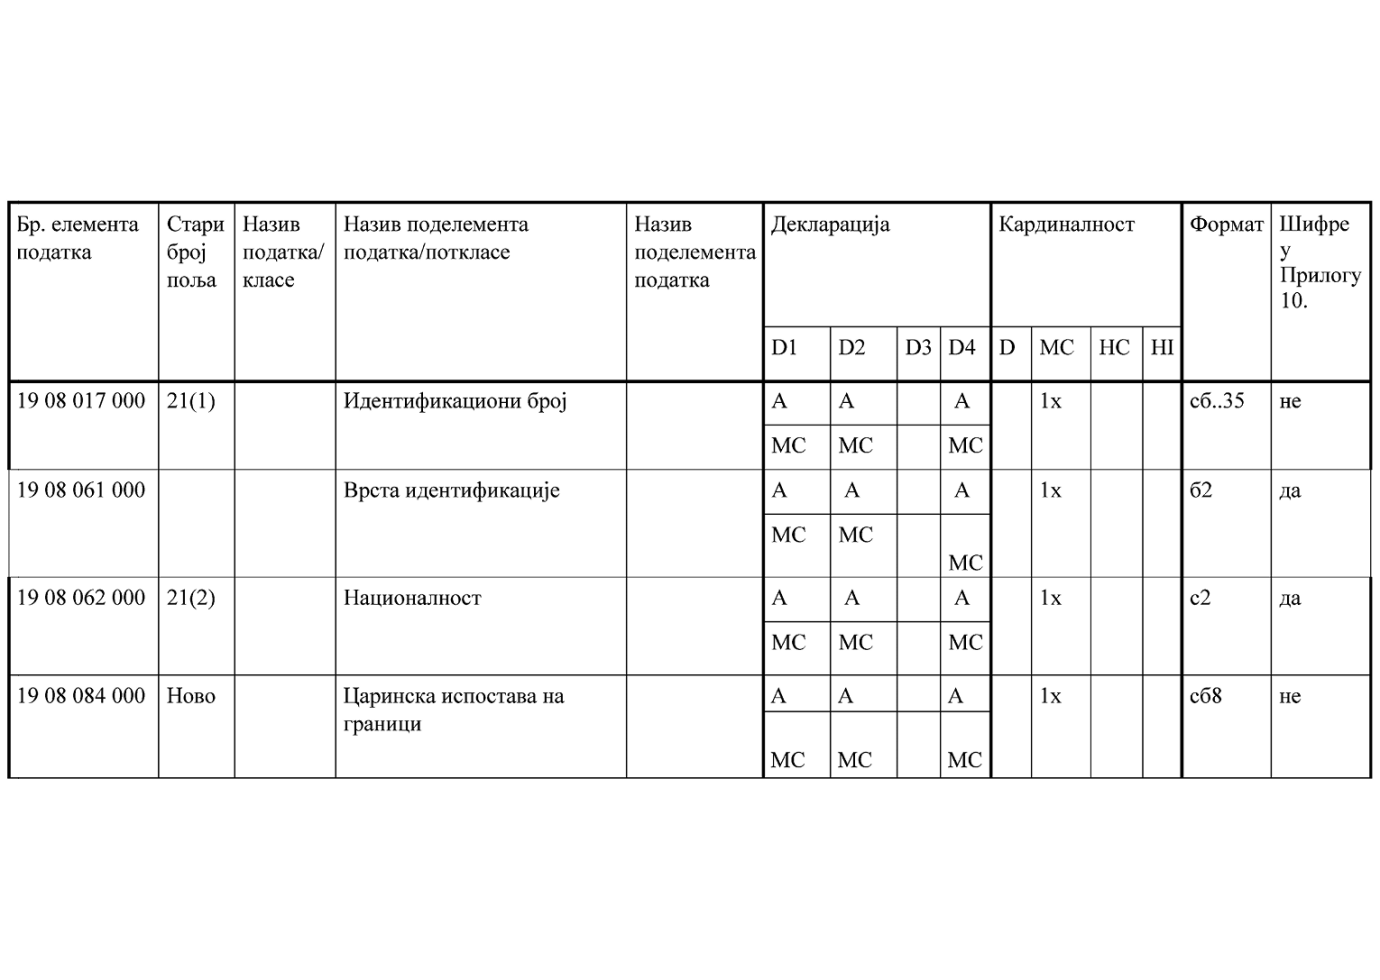 Бр. елемента
податка
Стари
број
поља
Назив
податка/
класе
Назив поделемента
податка/поткласе
Назив
поделемента
податка
Декларација
Кардиналност
Формат
Шифре
у
Прилогу
10.
D1 D2 D3 D4 D MC HC HI
19 08 017 000 21(1) Идентификациони број A A A 1x сб..35 не
MC MC MC
19 08 061 000 Врста идентификације A A A 1x б2 да
MC MC
MC
19 08 062 000 21(2) Националност A A A 1x с2 да
MC MC MC
19 08 084 000 Ново Царинска испостава на A A A 1x сб8 не
граници
MC MC MC